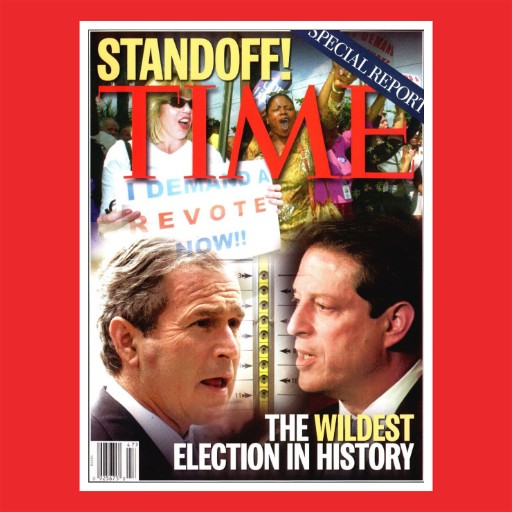 STANDOFF!
SPECIAL REPORT
TIME
I DEMAND A
REVOTE
NOW!!
THE WILDEST
ELECTION IN HISTORY